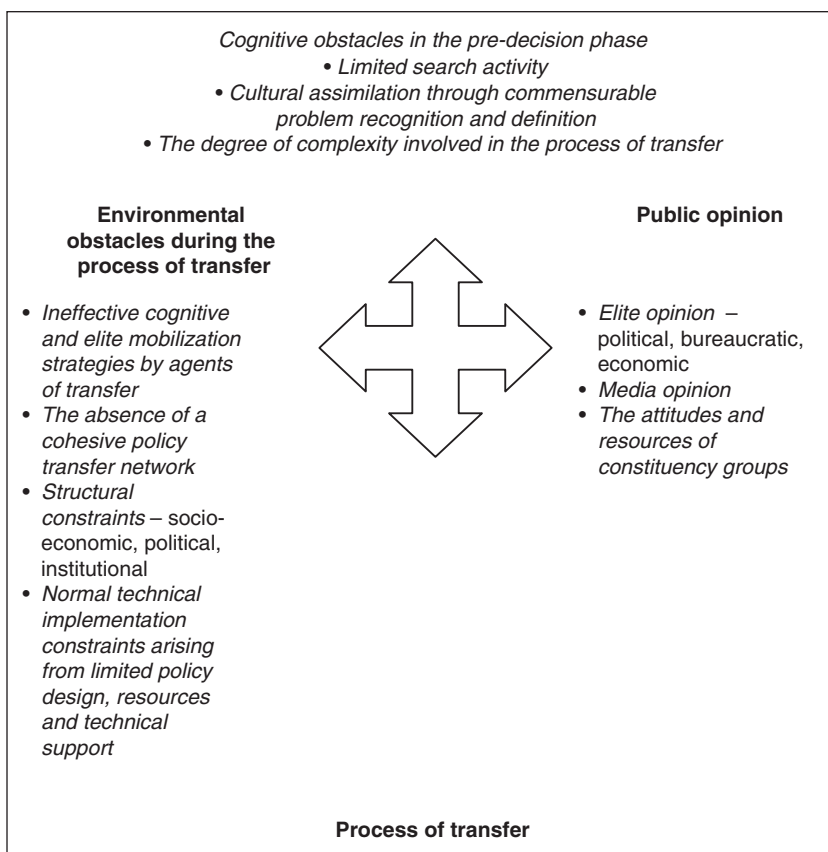 Cognitive obstacles in the pre-decision phase
• Limited search activity
• Cultural assimilation through commensurable
problem recognition and definition
• The degree of complexity involved in the process of transfer
Environmental
obstacles during the
process of transfer
• Ineffective cognitive
and elite mobilization
strategies by agents
of transfer
• The absence of a
cohesive policy
transfer network
• Structural
constraints – socio-
economic, political,
institutional
• Normal technical
implementation
constraints arising
from limited policy
design, resources
and technical
support
Public opinion
• Elite opinion –
political, bureaucratic,
economic
• Media opinion
• The attitudes and
resources of
constituency groups
Process of transfer